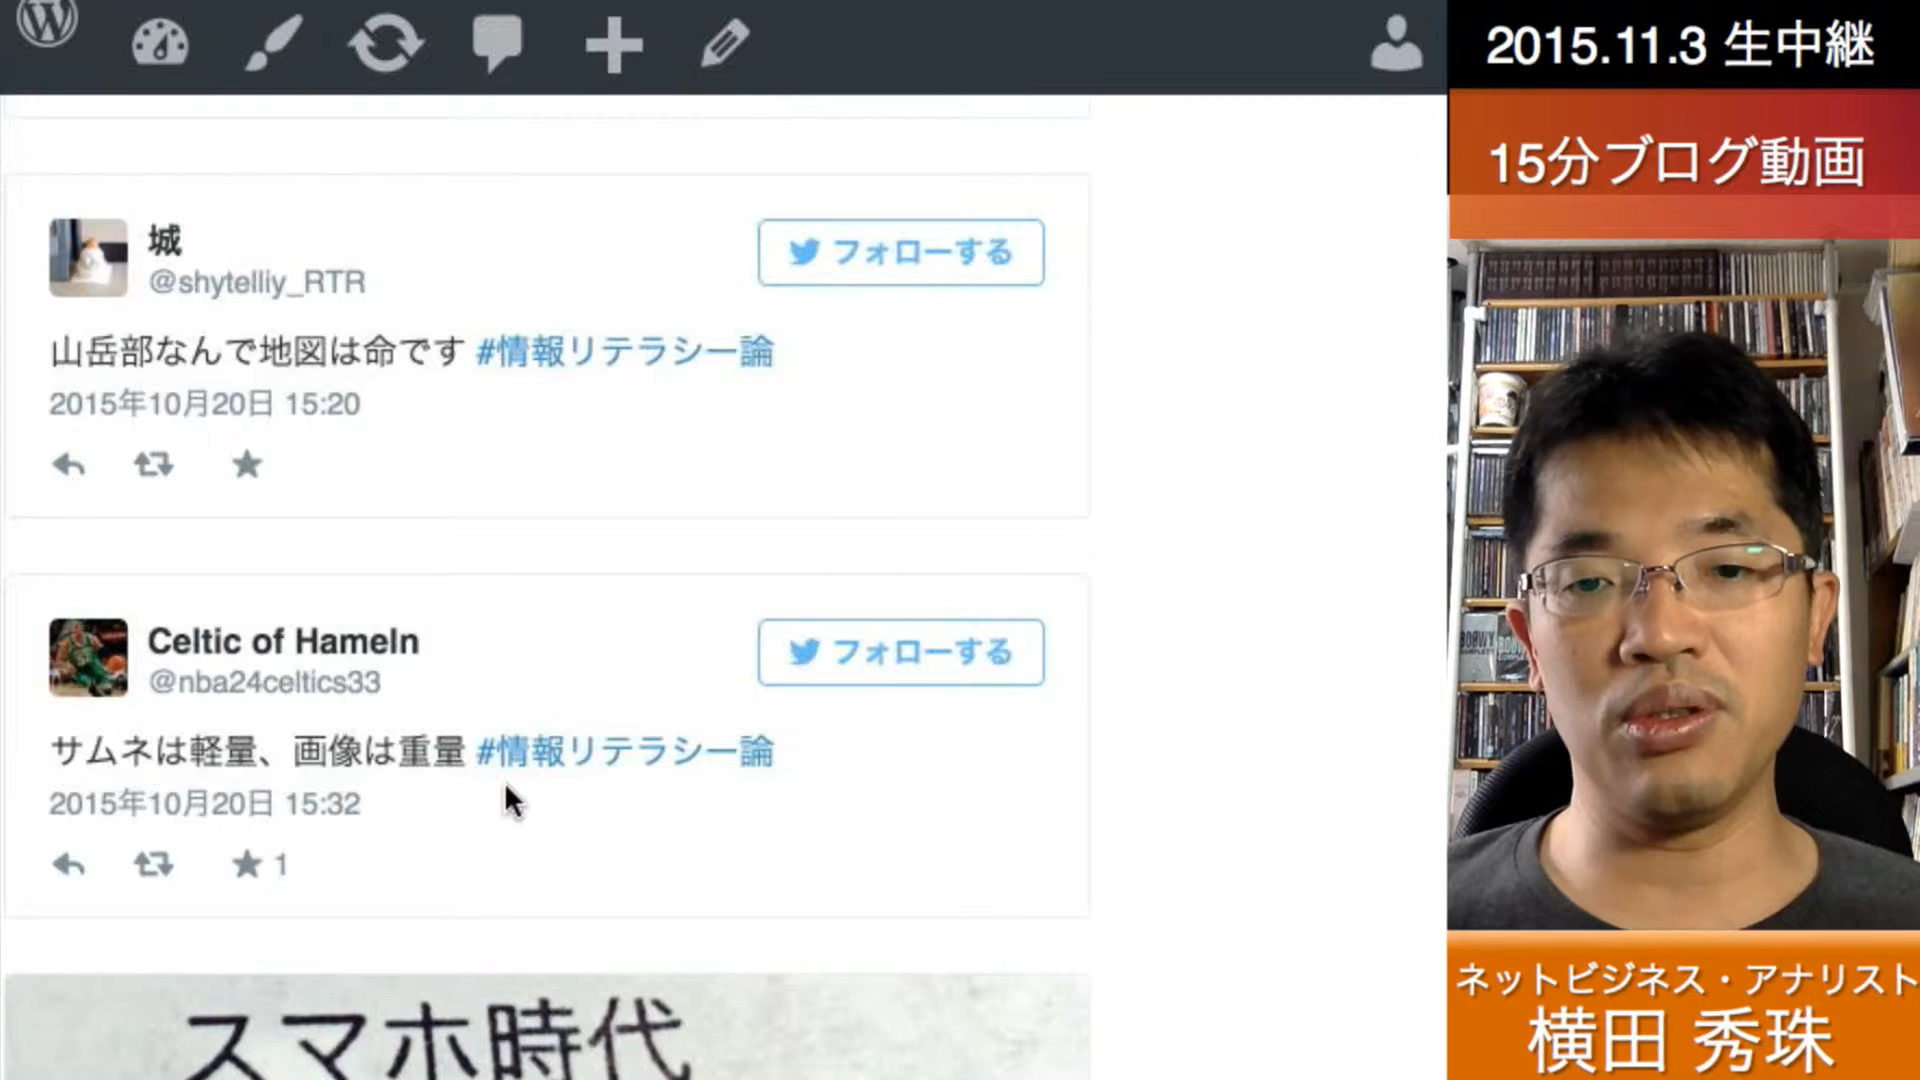 2015.11.3 生中継
15分ブログ動画
城
@shytelliy_RTR
フォローする
山岳部なんで地図は命です #情報リテラシー論
2015年10月20日 15:20
Celtic of Hameln
@nba24celtics33
フォローする
サムネは軽量、画像は重量 #情報リテラシー論
2015年10月20日 15:32
1
スマホ時代
ネットビジネス・アナリスト
横田 秀珠